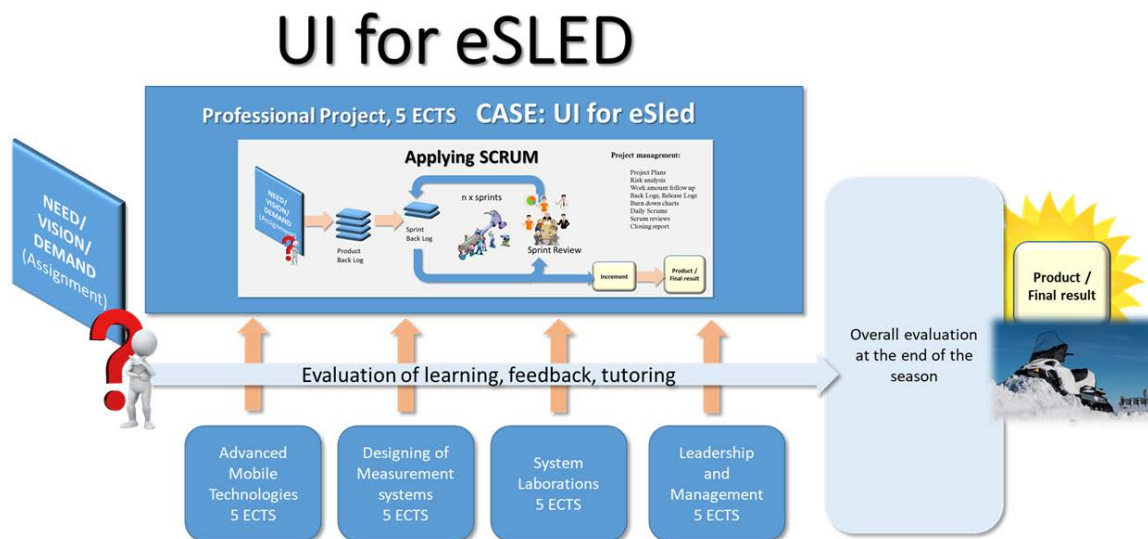 UI for eSLED
Professional Project, 5 ECTS CASE: UI for eSled
NEED/
VISION/
DEMAND
(Assignment)
Applying SCRUM
NEED/
VISION/
DEMAND
(Assignment)
Product
Back Log
Sprint
Back Log
n x sprints
Sprint Review
Project management:
Project Plans
Risk analysis
Work amount follow up
Back Logs, Release Logs
Burn down charts
Daily Scrums
Scrum reviews
Closing report
Increment
Product /
Final result
Evaluation of learning, feedback, tutoring
Overall evaluation
at the end of the
season
Product /
Final result
Advanced
Mobile
Technologies
5 ECTS
Designing of
Measurement
systems
5 ECTS
System
Laborations
5 ECTS
Leadership
and
Management
5 ECTS